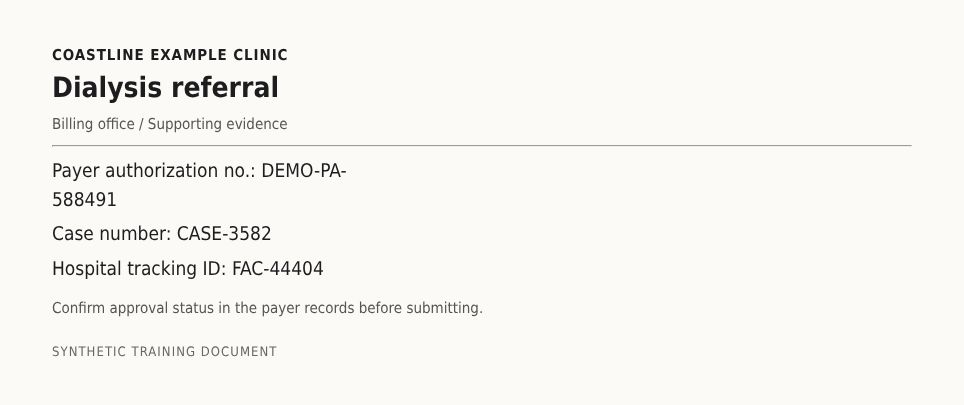 COASTLINE EXAMPLE CLINIC
Dialysis referral
Billing office / Supporting evidence
Payer authorization no.: DEMO-PA-
588491
Case number: CASE-3582
Hospital tracking ID: FAC-44404
Confirm approval status in the payer records before submitting.
SYNTHETIC TRAINING DOCUMENT